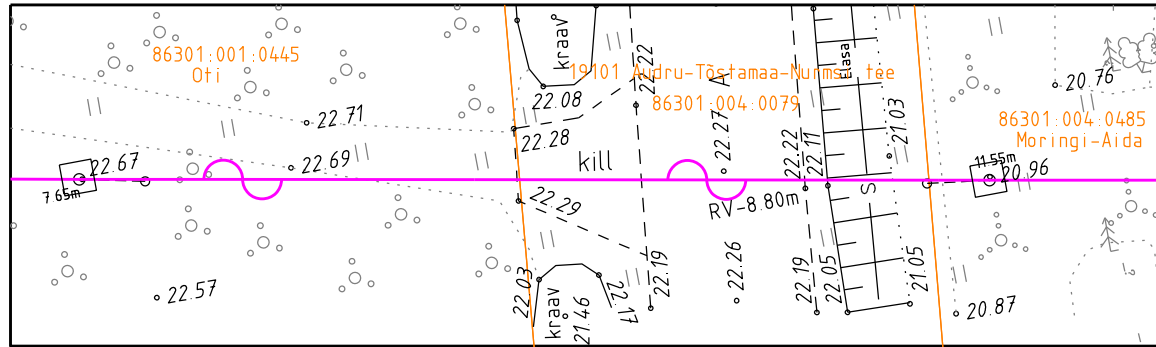 86301:001:0445
Oti
kraav
22.08
22.22
19101 Audru-Tõstamaa-Nurmsi tee
86301:004:0079
A
Elasa
20.76
86301:004:0485
Moringi-Aida
22.71
22.28
kill
22.27
22.22
22.11
21.03
22.67
7.65m
22.69
22.29
RV-8.80m
S
11.55m
20.96
22.57
22.03
kraav
21.46
22.17
22.19
22.26
22.19
22.05
21.05
20.87